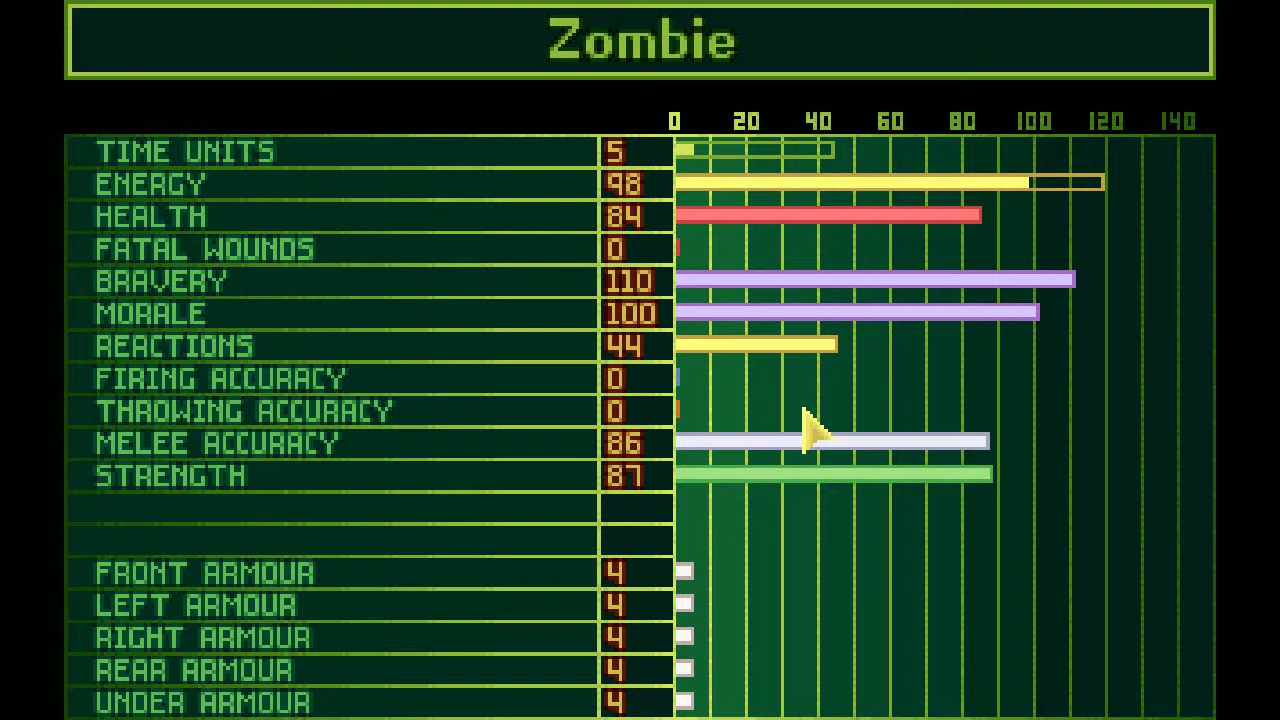 Zombie
0 20 40 60 80 100 120 140
TIME UNITS 5
ENERGY 98
HEALTH 84
FATAL WOUNDS 0
BRAVERY 110
MORALE 100
REACTIONS 44
FIRING ACCURACY 0
THROWING ACCURACY 0
MELEE ACCURACY 86
STRENGTH 87
FRONT ARMOUR 4
LEFT ARMOUR 4
RIGHT ARMOUR 4
REAR ARMOUR 4
UNDER ARMOUR 4